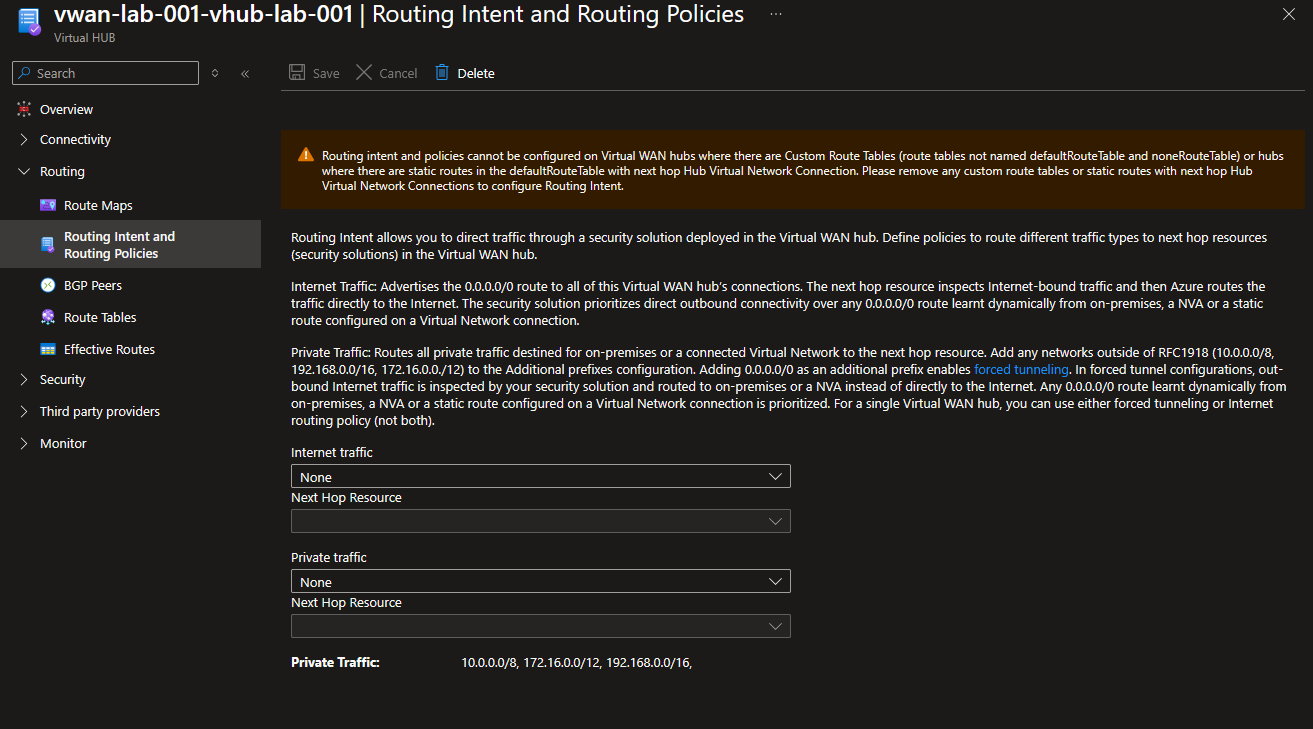 vwan-lab-001-vhub-lab-001 | Routing Intent and Routing Policies ...
Virtual HUB
Search
Save
Cancel
Delete
Overview
Connectivity
Routing
Route Maps
Routing Intent and
Routing Policies
BGP Peers
Route Tables
Effective Routes
Security
Third party providers
Monitor
Routing intent and policies cannot be configured on Virtual WAN hubs where there are Custom Route Tables (route tables not named defaultRouteTable and noneRouteTable) or hubs
where there are static routes in the defaultRouteTable with next hop Hub Virtual Network Connection. Please remove any custom route tables or static routes with next hop Hub
Virtual Network Connections to configure Routing Intent.
Routing Intent allows you to direct traffic through a security solution deployed in the Virtual WAN hub. Define policies to route different traffic types to next hop resources
(security solutions) in the Virtual WAN hub.
Internet Traffic: Advertises the 0.0.0.0/0 route to all of this Virtual WAN hub's connections. The next hop resource inspects Internet-bound traffic and then Azure routes the
traffic directly to the Internet. The security solution prioritizes direct outbound connectivity over any 0.0.0.0/0 route learnt dynamically from on-premises, a NVA or a static
route configured on a Virtual Network connection.
Private Traffic: Routes all private traffic destined for on-premises or a connected Virtual Network to the next hop resource. Add any networks outside of RFC1918 (10.0.0.0/8,
192.168.0.0/16, 172.16.0.0./12) to the Additional prefixes configuration. Adding 0.0.0.0/0 as an additional prefix enables forced tunneling. In forced tunnel configurations, out-
bound Internet traffic is inspected by your security solution and routed to on-premises or a NVA instead of directly to the Internet. Any 0.0.0.0/0 route learnt dynamically from
on-premises, a NVA or a static route configured on a Virtual Network connection is prioritized. For a single Virtual WAN hub, you can use either forced tunneling or Internet
routing policy (not both).
Internet traffic
None
Next Hop Resource
Private traffic
None
Next Hop Resource
Private Traffic: 10.0.0.0/8, 172.16.0.0/12, 192.168.0.0/16,